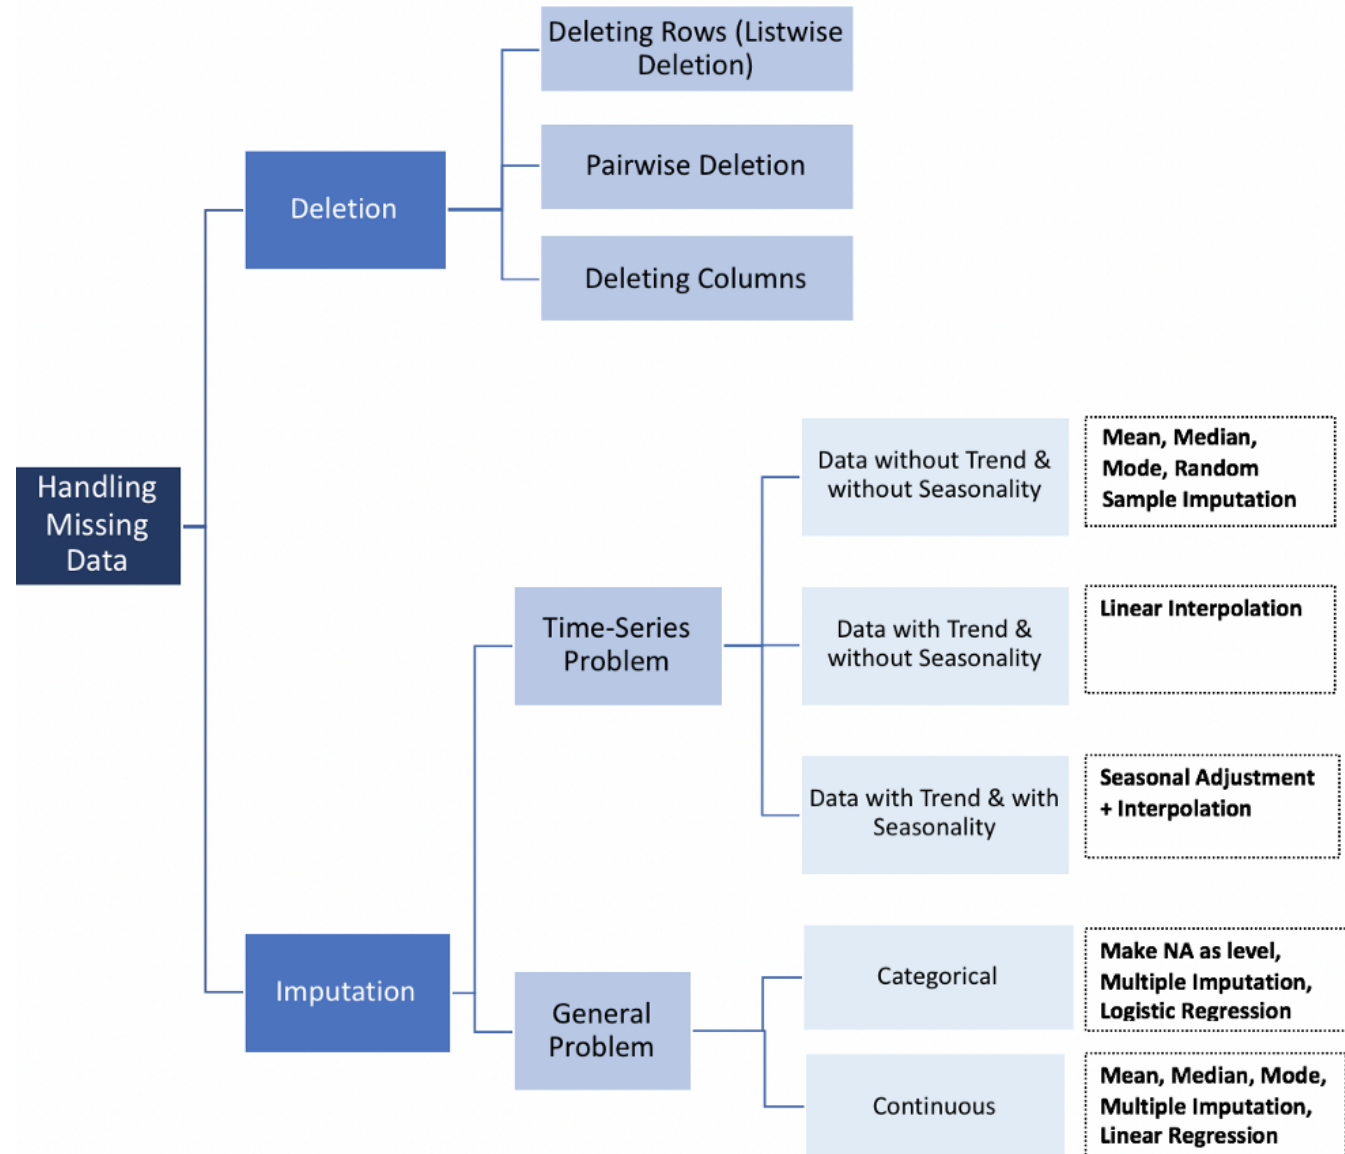 Deleting Rows (Listwise
Deletion)
Pairwise Deletion
Deletion
Deleting Columns
Handling
Missing
Data
Data without Trend &
without Seasonality
Mean, Median,
Mode, Random
Sample Imputation
Time-Series
Problem
Data with Trend &
without Seasonality
Linear Interpolation
Data with Trend & with
Seasonality
Seasonal Adjustment
+ Interpolation
Imputation
General
Problem
Categorical
Make NA as level,
Multiple Imputation,
Logistic Regression
Continuous
Mean, Median, Mode,
Multiple Imputation,
Linear Regression